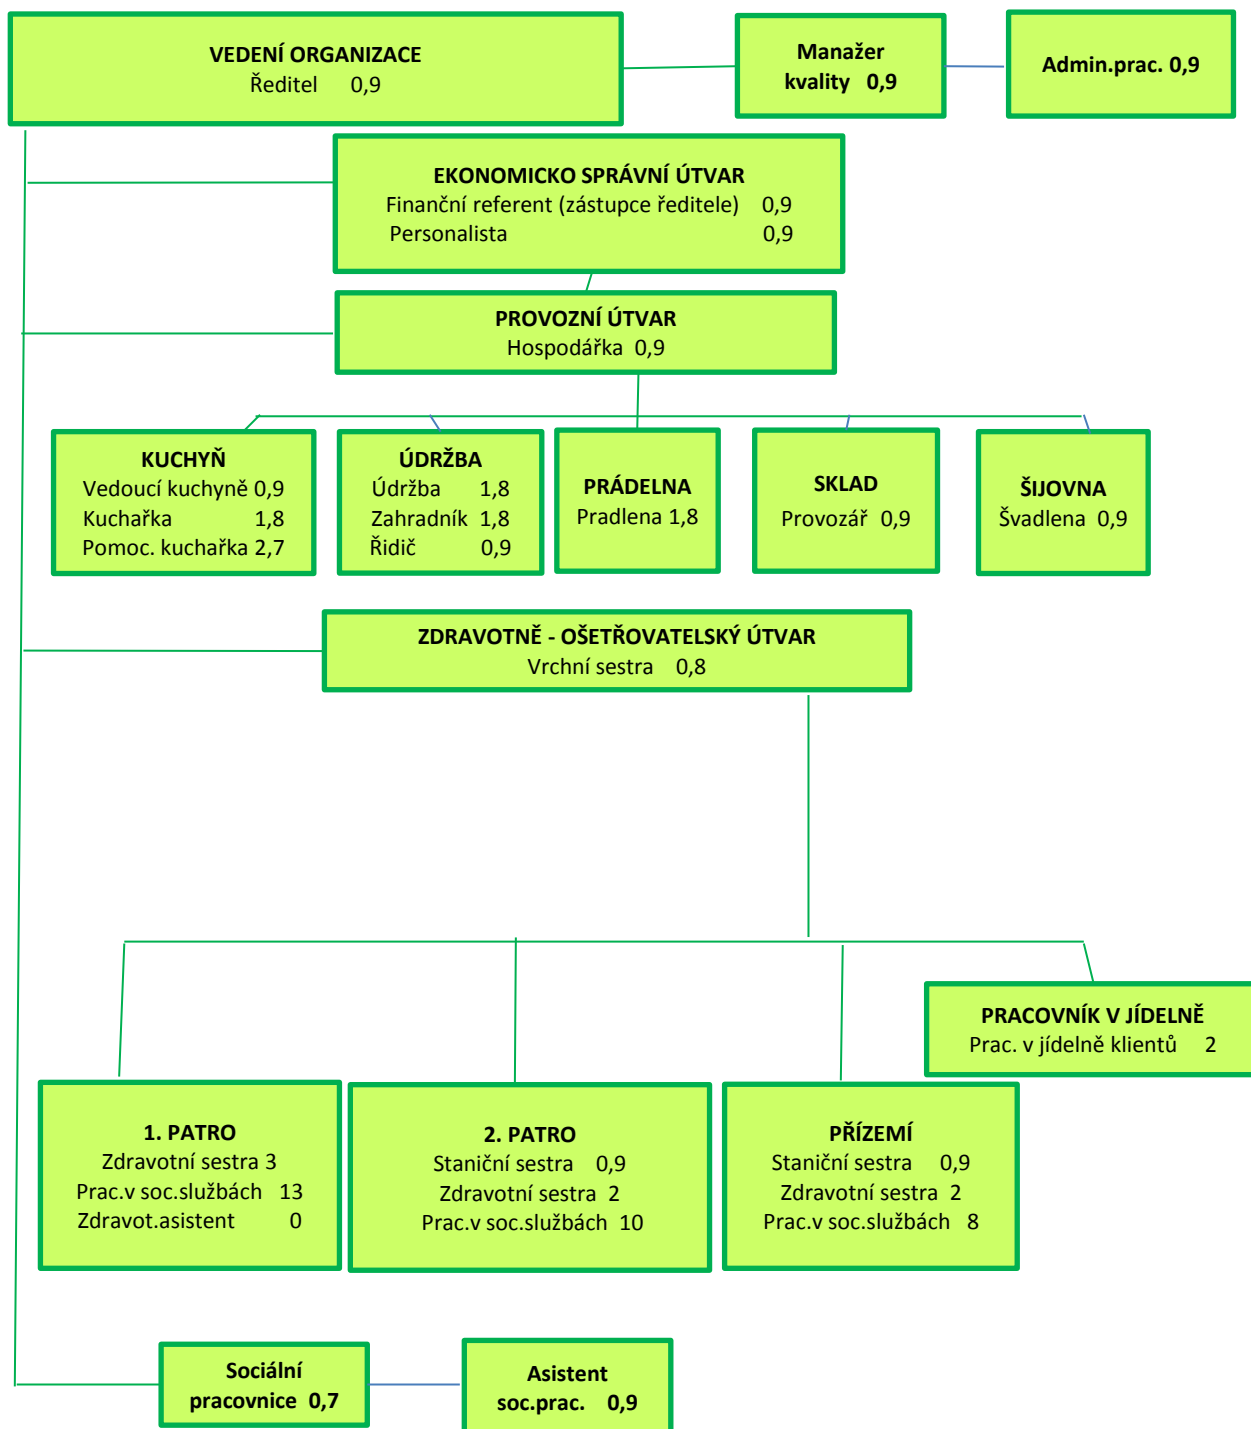 VEDENÍ ORGANIZACE
Ředitel 0,9
Manažer
kvality 0,9
Admin.prac. 0,9
EKONOMICKO SPRÁVNÍ ÚTVAR
Finanční referent (zástupce ředitele) 0,9
Personalista 0,9
PROVOZNÍ ÚTVAR
Hospodářka 0,9
KUCHYŇ
Vedoucí kuchyně 0,9
Kuchařka 1,8
Pomoc. kuchařka 2,7
ÚDRŽBA
Údržba 1,8
Zahradník 1,8
Řidič 0,9
PRÁDELNA
Pradlena 1,8
SKLAD
Provozář 0,9
ŠIJOVNA
Švadlena 0,9
ZDRAVOTNĚ - OŠETŘOVATELSKÝ ÚTVAR
Vrchní sestra 0,8
PRACOVNÍK V JÍDELNĚ
Prac. v jídelně klientů 2
1. PATRO
Zdravotní sestra 3
Prac.v soc.službách 13
Zdravot.asistent 0
2. PATRO
Staniční sestra 0,9
Zdravotní sestra 2
Prac.v soc.službách 10
PŘÍZEMÍ
Staniční sestra 0,9
Zdravotní sestra 2
Prac.v soc.službách 8
Sociální
pracovnice 0,7
Asistent
soc.prac. 0,9